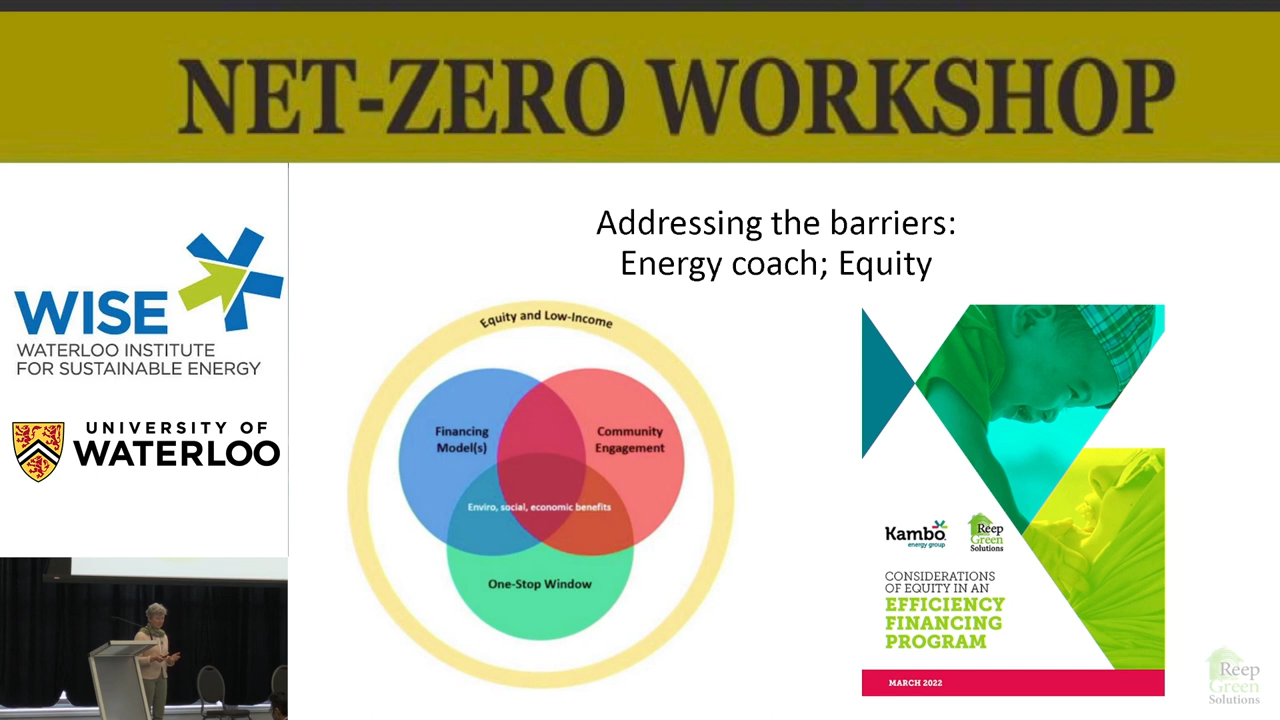 NET-ZERO WORKSHOP
WISE
WATERLOO INSTITUTE
FOR SUSTAINABLE ENERGY
UNIVERSITY OF
WATERLOO
Addressing the barriers:
Energy coach; Equity
Equity and Low-Income
Financing
Model(s)
Community
Engagement
Enviro, social, economic benefits
One-Stop Window
Kambo
energy group
Reep
Green
Solutions
CONSIDERATIONS
OF EQUITY IN AN
EFFICIENCY
FINANCING
PROGRAM
MARCH 2022
Reep
Green
Solutions